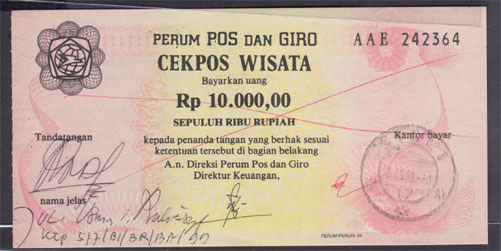 PERUM POS DAN GIRO
AAE 242364
CEKPOS WISATA
Bayarkan uang
Rp 10.000,00
SEPULUH RIBU RUPIAH
Tandatangan
kepada penanda tangan yang berhak sesuai
ketentuan tersebut di bagian belakang
Kantor bayar
A.n. Direksi Perum Pos dan Giro
Direktur Keuangan,
nama jelas
PERUM PERURI